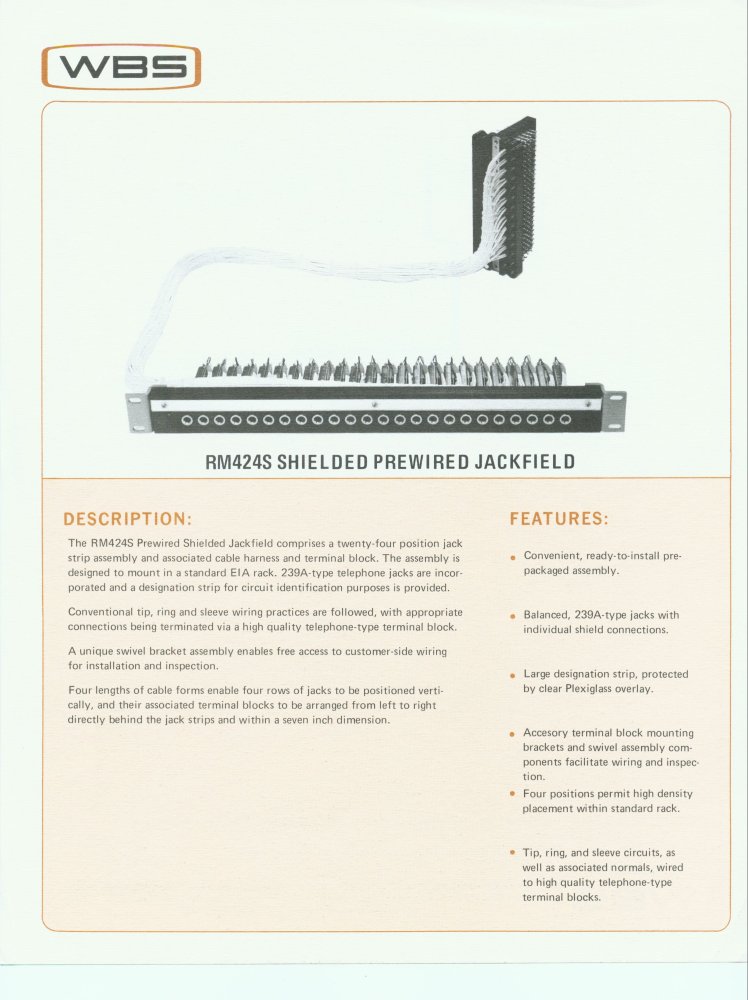 WBS
RM424S SHIELDED PREWIRED JACKFIELD
DESCRIPTION:
The RM424S Prewired Shielded Jackfield comprises a twenty-four position jack
strip assembly and associated cable harness and terminal block. The assembly is
designed to mount in a standard EIA rack. 239A-type telephone jacks are incor-
porated and a designation strip for circuit identification purposes is provided.
Conventional tip, ring and sleeve wiring practices are followed, with appropriate
connections being terminated via a high quality telephone-type terminal block.
A unique swivel bracket assembly enables free access to customer-side wiring
for installation and inspection.
Four lengths of cable forms enable four rows of jacks to be positioned verti-
cally, and their associated terminal blocks to be arranged from left to right
directly behind the jack strips and within a seven inch dimension.
FEATURES:
• Convenient, ready-to-install pre-
packaged assembly.
• Balanced, 239A-type jacks with
individual shield connections.
• Large designation strip, protected
by clear Plexiglass overlay.
• Accesory terminal block mounting
brackets and swivel assembly com-
ponents facilitate wiring and inspec-
tion.
• Four positions permit high density
placement within standard rack.
• Tip, ring, and sleeve circuits, as
well as associated normals, wired
to high quality telephone-type
terminal blocks.